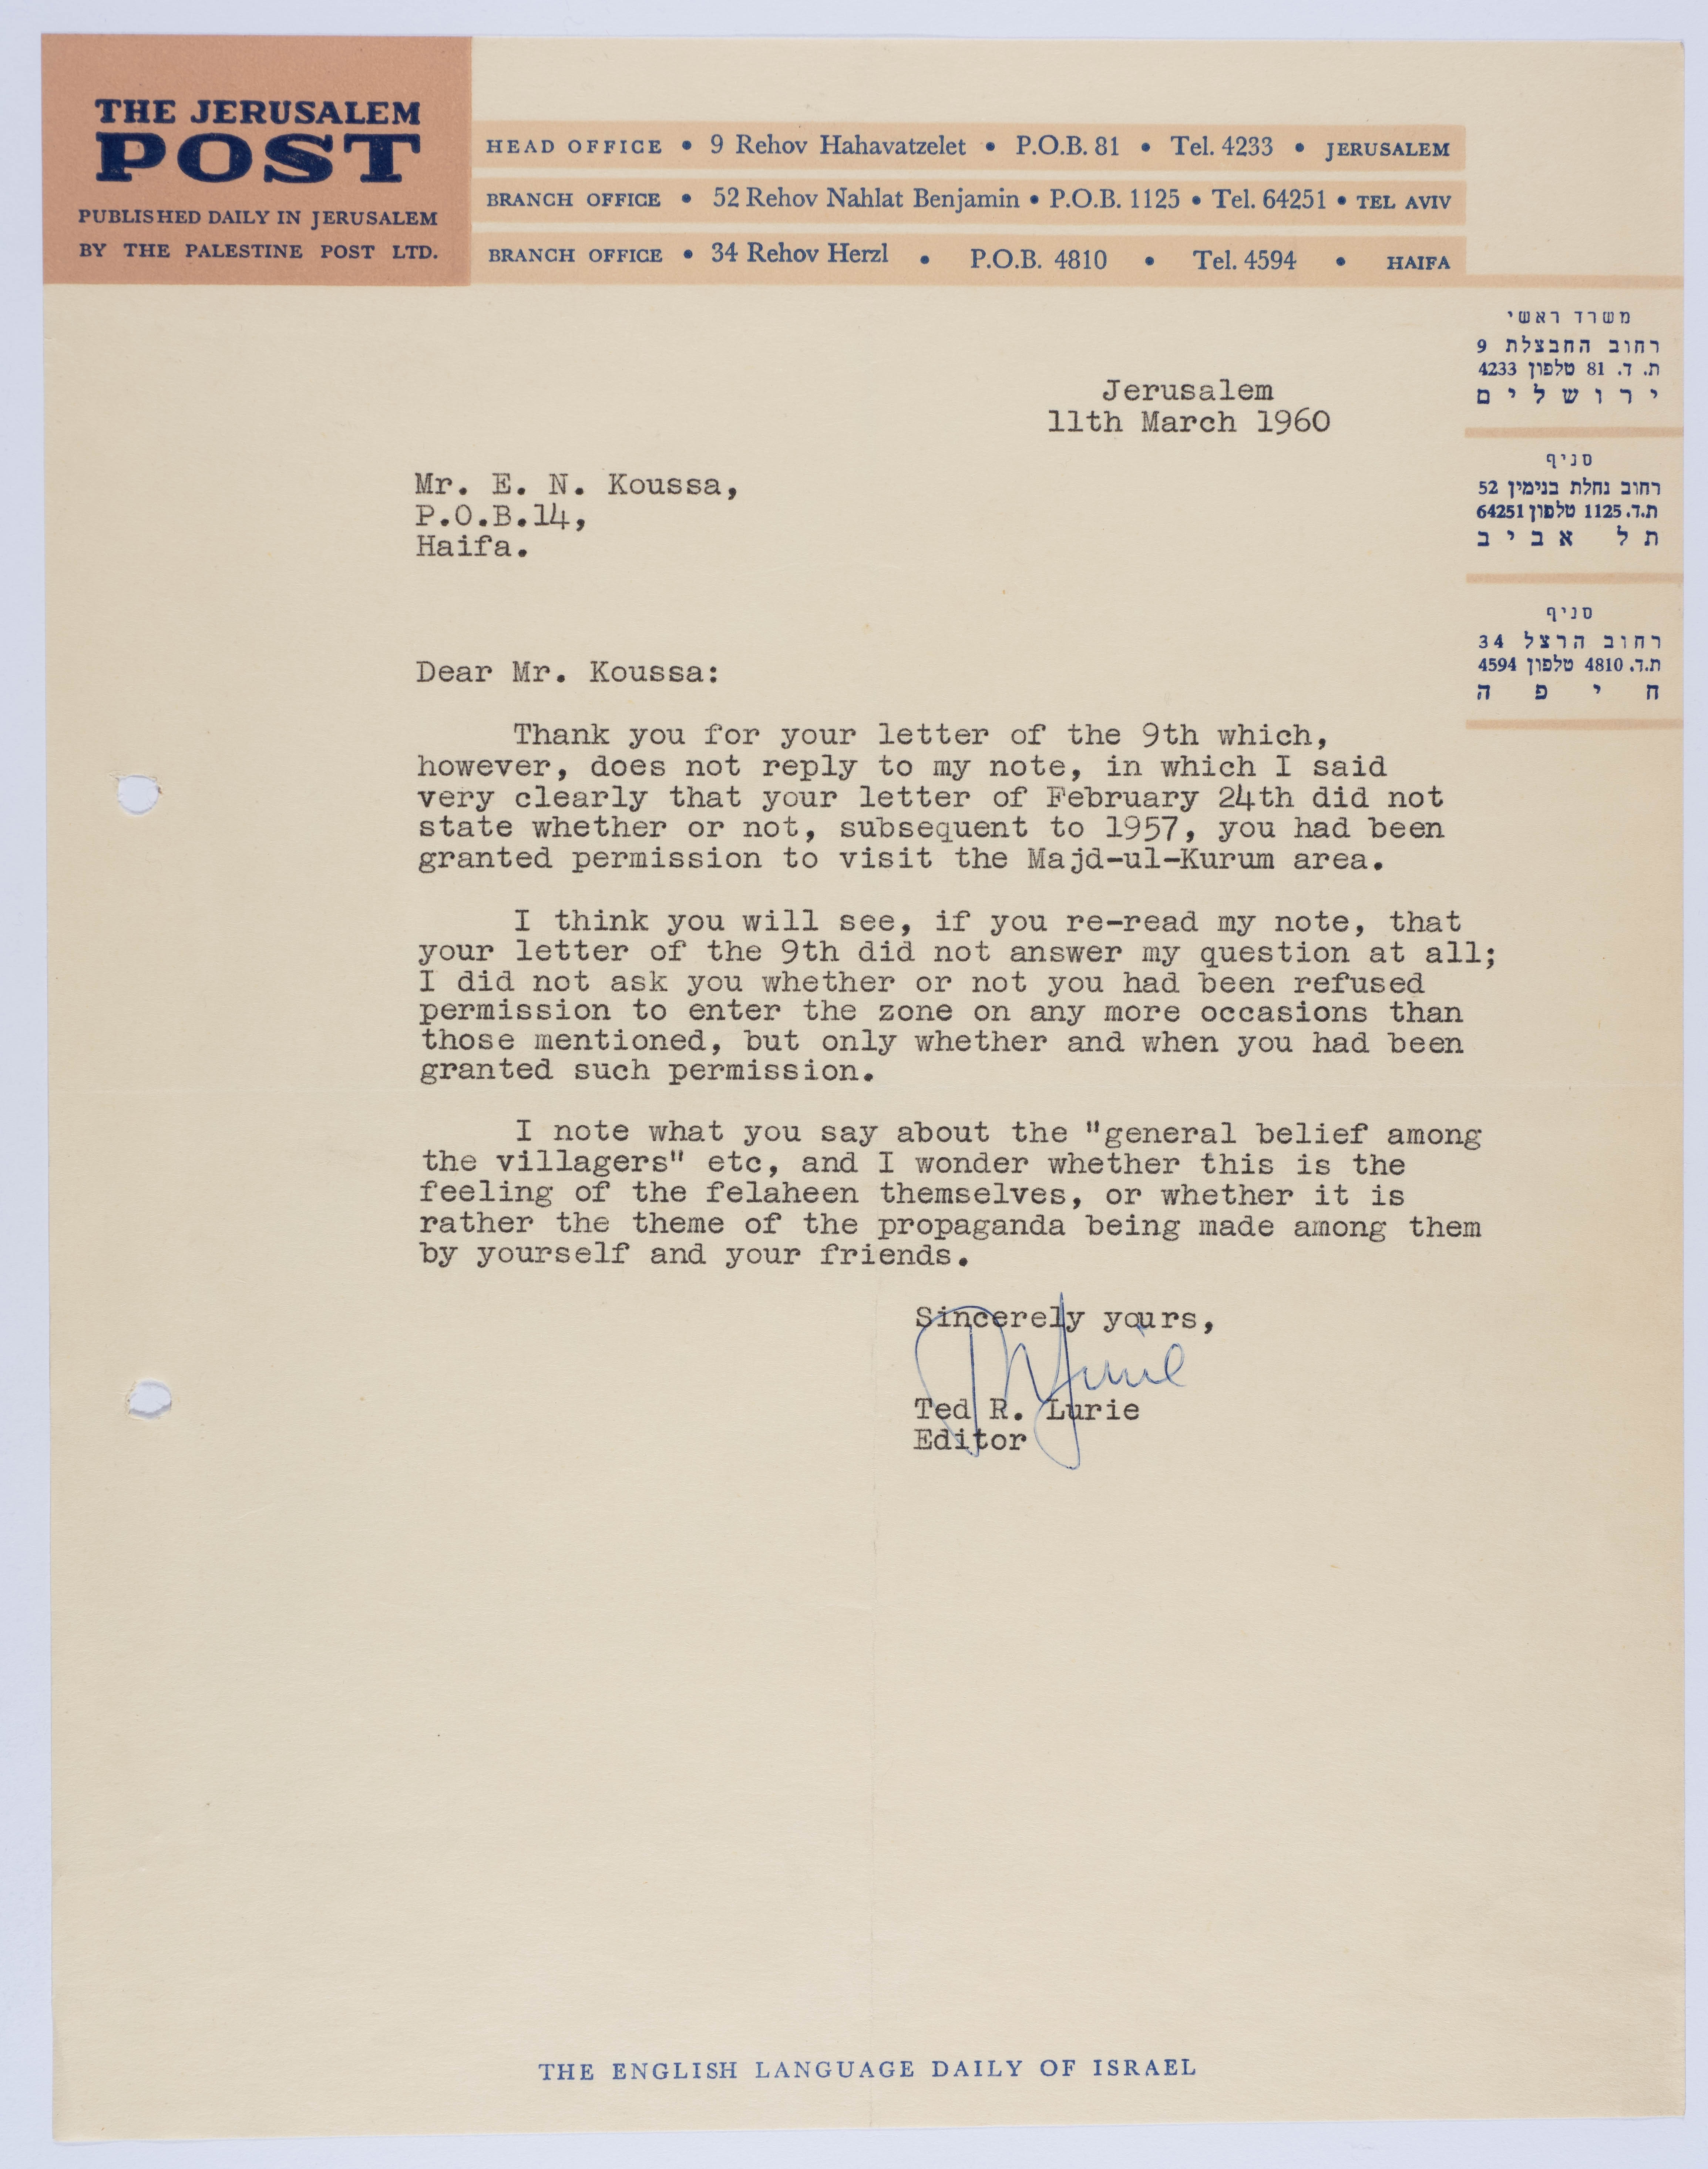 THE JERUSALEM
POST
PUBLISHED DAILY IN JERUSALEM
BY THE PALESTINE POST LTD.
HEAD OFFICE • 9 Rehov Hahavatzelet • P.O.B. 81 • Tel. 4233 • JERUSALEM
BRANCH OFFICE • 52 Rehov Nahlat Benjamin • P.O.B. 1125 • Tel. 64251 • TEL AVIV
BRANCH OFFICE • 34 Rehov Herzl • P.O.B. 4810 • Tel. 4594 • HAIFA
משרד ראשי
רחוב החבצלת 9
ת. ד. 81 טלפון 4233
ירושלים
סניף
רחוב נחלת בנימין 52
ת.ד. 1125 טלפון 64251
תל אביב
סניף
רחוב הרצל 34
ת.ד. 4810 טלפון 4594
חיפה
Jerusalem
11th March 1960
Mr. E. N. Koussa,
P.O.B.14,
Haifa.
Dear Mr. Koussa:
Thank you for your letter of the 9th which,
however, does not reply to my note, in which I said
very clearly that your letter of February 24th did not
state whether or not, subsequent to 1957, you had been
granted permission to visit the Majd-ul-Kurum area.
I think you will see, if you re-read my note, that
your letter of the 9th did not answer my question at all;
I did not ask you whether or not you had been refused
permission to enter the zone on any more occasions than
those mentioned, but only whether and when you had been
granted such permission.
I note what you say about the "general belief among
the villagers" etc, and I wonder whether this is the
feeling of the felaheen themselves, or whether it is
rather the theme of the propaganda being made among them
by yourself and your friends.
Sincerely yours,
Ted R. Lurie
Editor
THE ENGLISH LANGUAGE DAILY OF ISRAEL